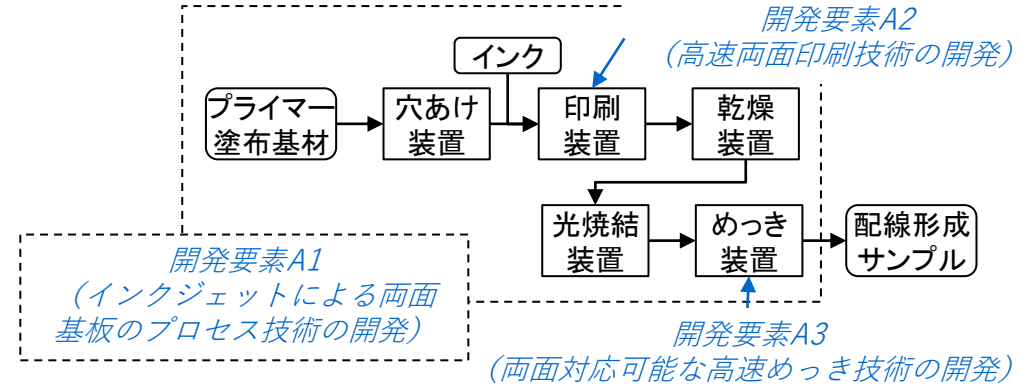 開発要素A2
(高速両面印刷技術の開発)
インク
プライマー
塗布基材
穴あけ
装置
印刷
装置
乾燥
装置
光焼結
装置
めっき
装置
配線形成
サンプル
開発要素A1
(インクジェットによる両面
基板のプロセス技術の開発)
開発要素A3
(両面対応可能な高速めっき技術の開発)